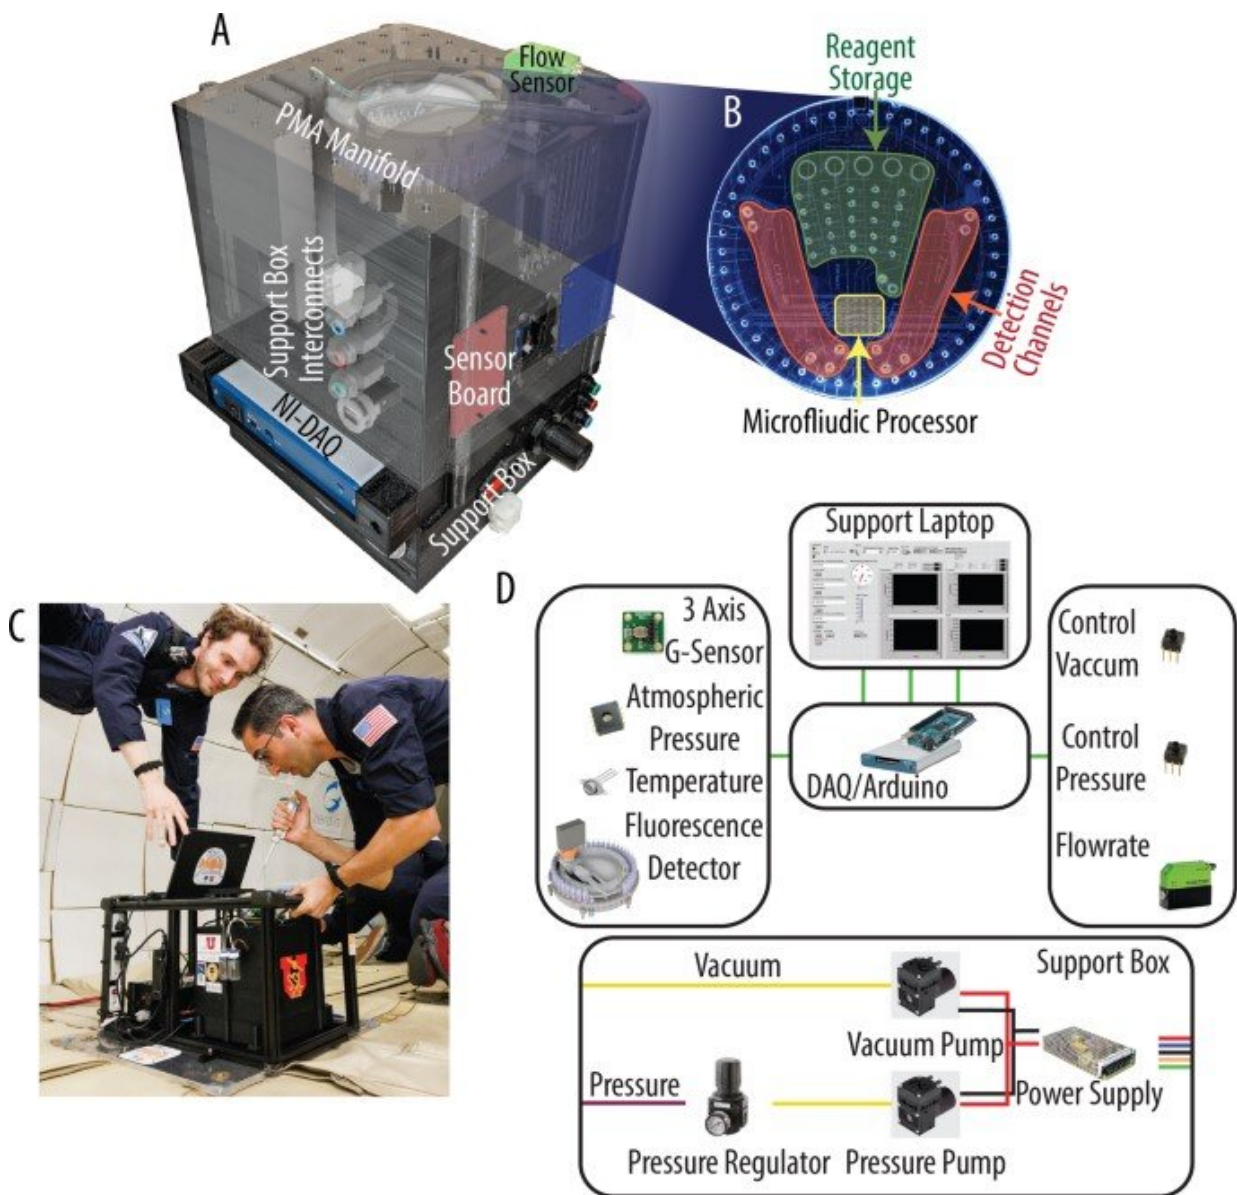 A
Flow
Sensor
PMA Manifold
Support Box
Interconnects
Sensor
Board
NI-DAQ
Support Box
B
Reagent
Storage
Detection
Channels
Microfliudic Processor
C
U
D
3 Axis
G-Sensor
Atmospheric
Pressure
Temperature
Fluorescence
Detector
Support Laptop
DAQ/Arduino
Control
Vaccum
Control
Pressure
Flowrate
Vacuum
Vacuum Pump
Support Box
Power Supply
Pressure
Pressure Regulator
Pressure Pump